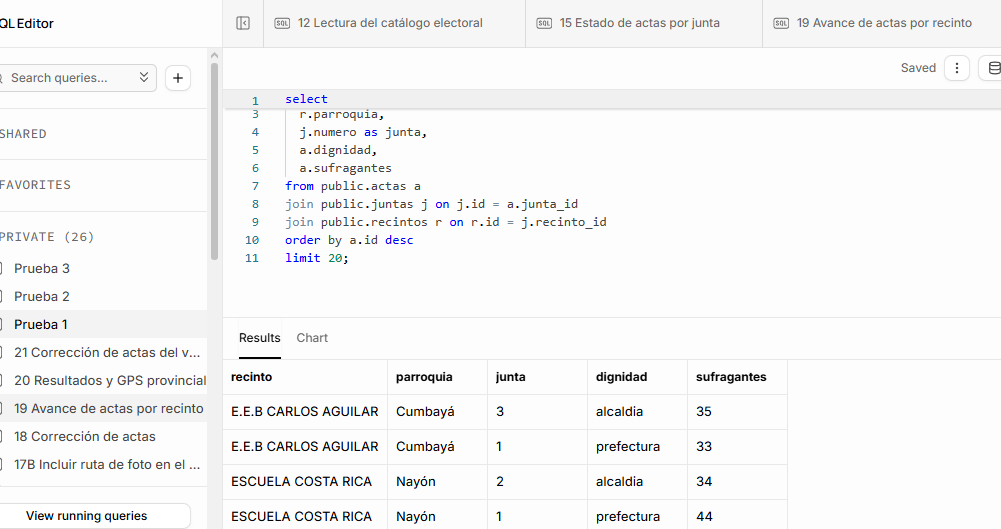 QL Editor
12 Lectura del catálogo electoral
15 Estado de actas por junta
19 Avance de actas por recinto
Search queries...
Saved
SHARED
FAVORITES
PRIVATE (26)
Prueba 3
Prueba 2
Prueba 1
21 Corrección de actas del v...
20 Resultados y GPS provincial
19 Avance de actas por recinto
18 Corrección de actas
17B Incluir ruta de foto en el ...
View running queries
1 select
3 r.parroquia,
4 j.numero as junta,
5 a.dignidad,
6 a.sufragantes
7 from public.actas a
8 join public.juntas j on j.id = a.junta_id
9 join public.recintos r on r.id = j.recinto_id
10 order by a.id desc
11 limit 20;
Results Chart
recinto parroquia junta dignidad sufragantes
E.E.B CARLOS AGUILAR Cumbayá 3 alcaldia 35
E.E.B CARLOS AGUILAR Cumbayá 1 prefectura 33
ESCUELA COSTA RICA Nayón 2 alcaldia 34
ESCUELA COSTA RICA Nayón 1 prefectura 44